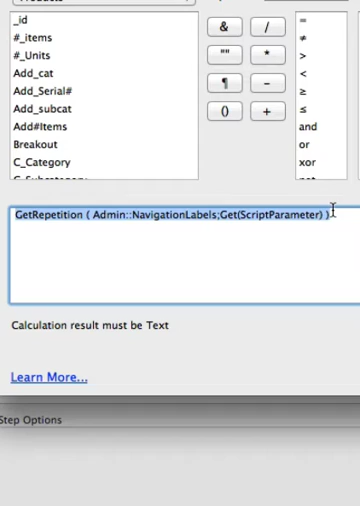 _id
#_items
#_Units
Add_cat
Add_Serial#
Add_subcat
Add#Items
Breakout
C_Category
& /
"" *
¶ -
() +
=
≠
>
<
≥
≤
and
or
xor
GetRepetition ( Admin::NavigationLabels;Get(ScriptParameter) )
Calculation result must be Text
Learn More...
Step Options